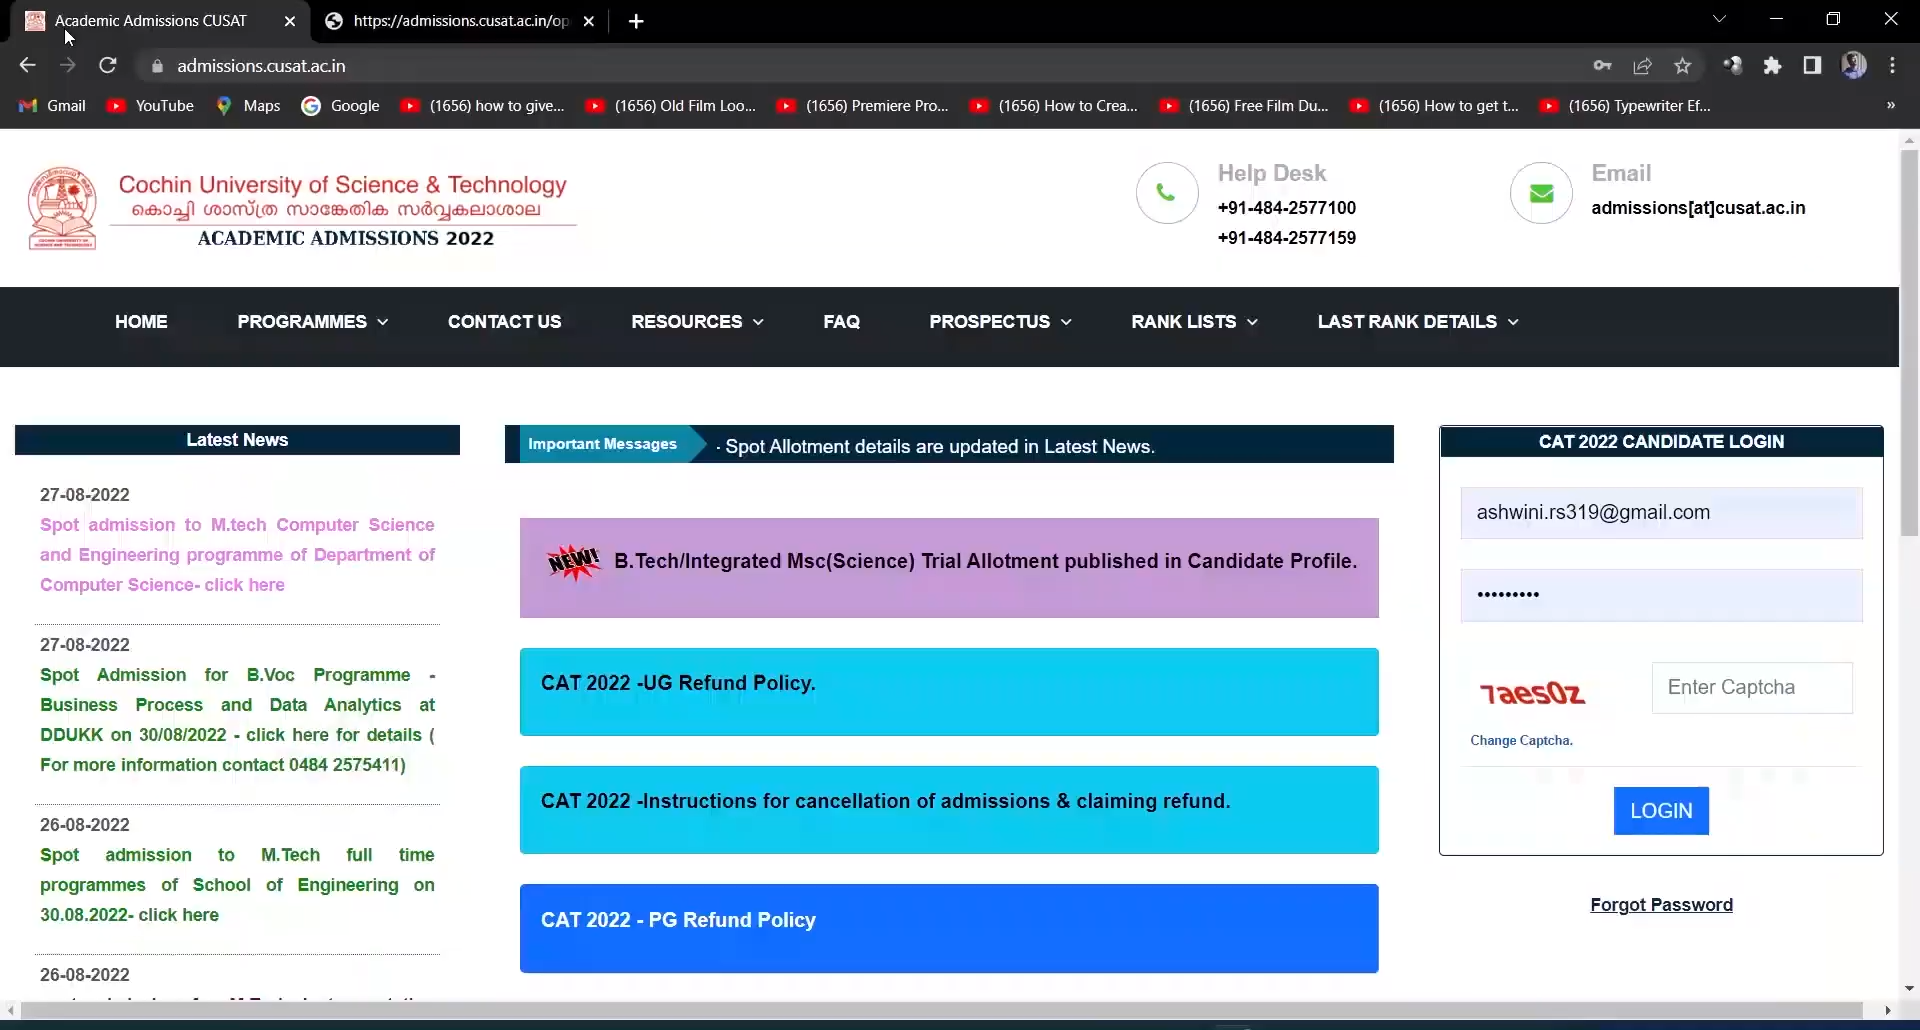 Academic Admissions CUSAT
https://admissions.cusat.ac.in/op
admissions.cusat.ac.in
Gmail
YouTube
Maps
Google
(1656) how to give...
(1656) Old Film Loo...
(1656) Premiere Pro...
(1656) How to Crea...
(1656) Free Film Du...
(1656) How to get t...
(1656) Typewriter Ef...
»
Cochin University of Science & Technology
കൊച്ചി ശാസ്ത്ര സാങ്കേതിക സർവ്വകലാശാല
ACADEMIC ADMISSIONS 2022
Help Desk
+91-484-2577100
+91-484-2577159
Email
admissions[at]cusat.ac.in
HOME
PROGRAMMES
CONTACT US
RESOURCES
FAQ
PROSPECTUS
RANK LISTS
LAST RANK DETAILS
Latest News
27-08-2022
Spot admission to M.tech Computer Science
and Engineering programme of Department of
Computer Science- click here
27-08-2022
Spot Admission for B.Voc Programme -
Business Process and Data Analytics at
DDUKK on 30/08/2022 - click here for details (
For more information contact 0484 2575411)
26-08-2022
Spot admission to M.Tech full time
programmes of School of Engineering on
30.08.2022- click here
26-08-2022
Important Messages
- Spot Allotment details are updated in Latest News.
NEW!
B.Tech/Integrated Msc(Science) Trial Allotment published in Candidate Profile.
CAT 2022 -UG Refund Policy.
CAT 2022 -Instructions for cancellation of admissions & claiming refund.
CAT 2022 - PG Refund Policy
CAT 2022 CANDIDATE LOGIN
ashwini.rs319@gmail.com
•••••••••
7aes0z
Enter Captcha
Change Captcha.
LOGIN
Forgot Password